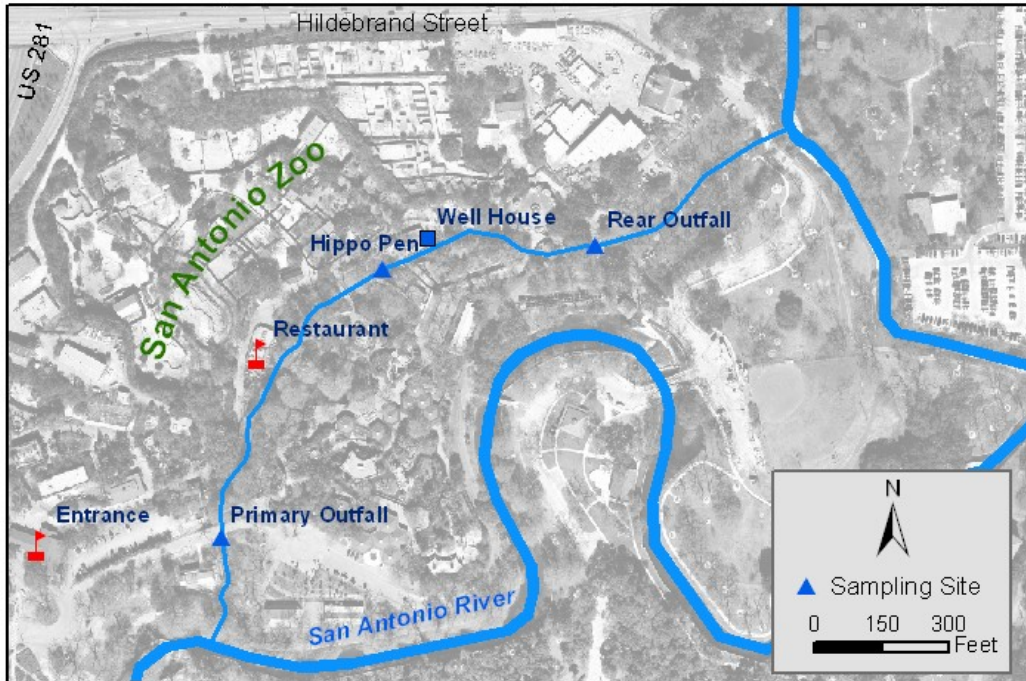 Hildebrand Street
US 281
San Antonio Zoo
Well House
Rear Outfall
Hippo Pen
Restaurant
Entrance
Primary Outfall
San Antonio River
N
Sampling Site
0 150 300
Feet